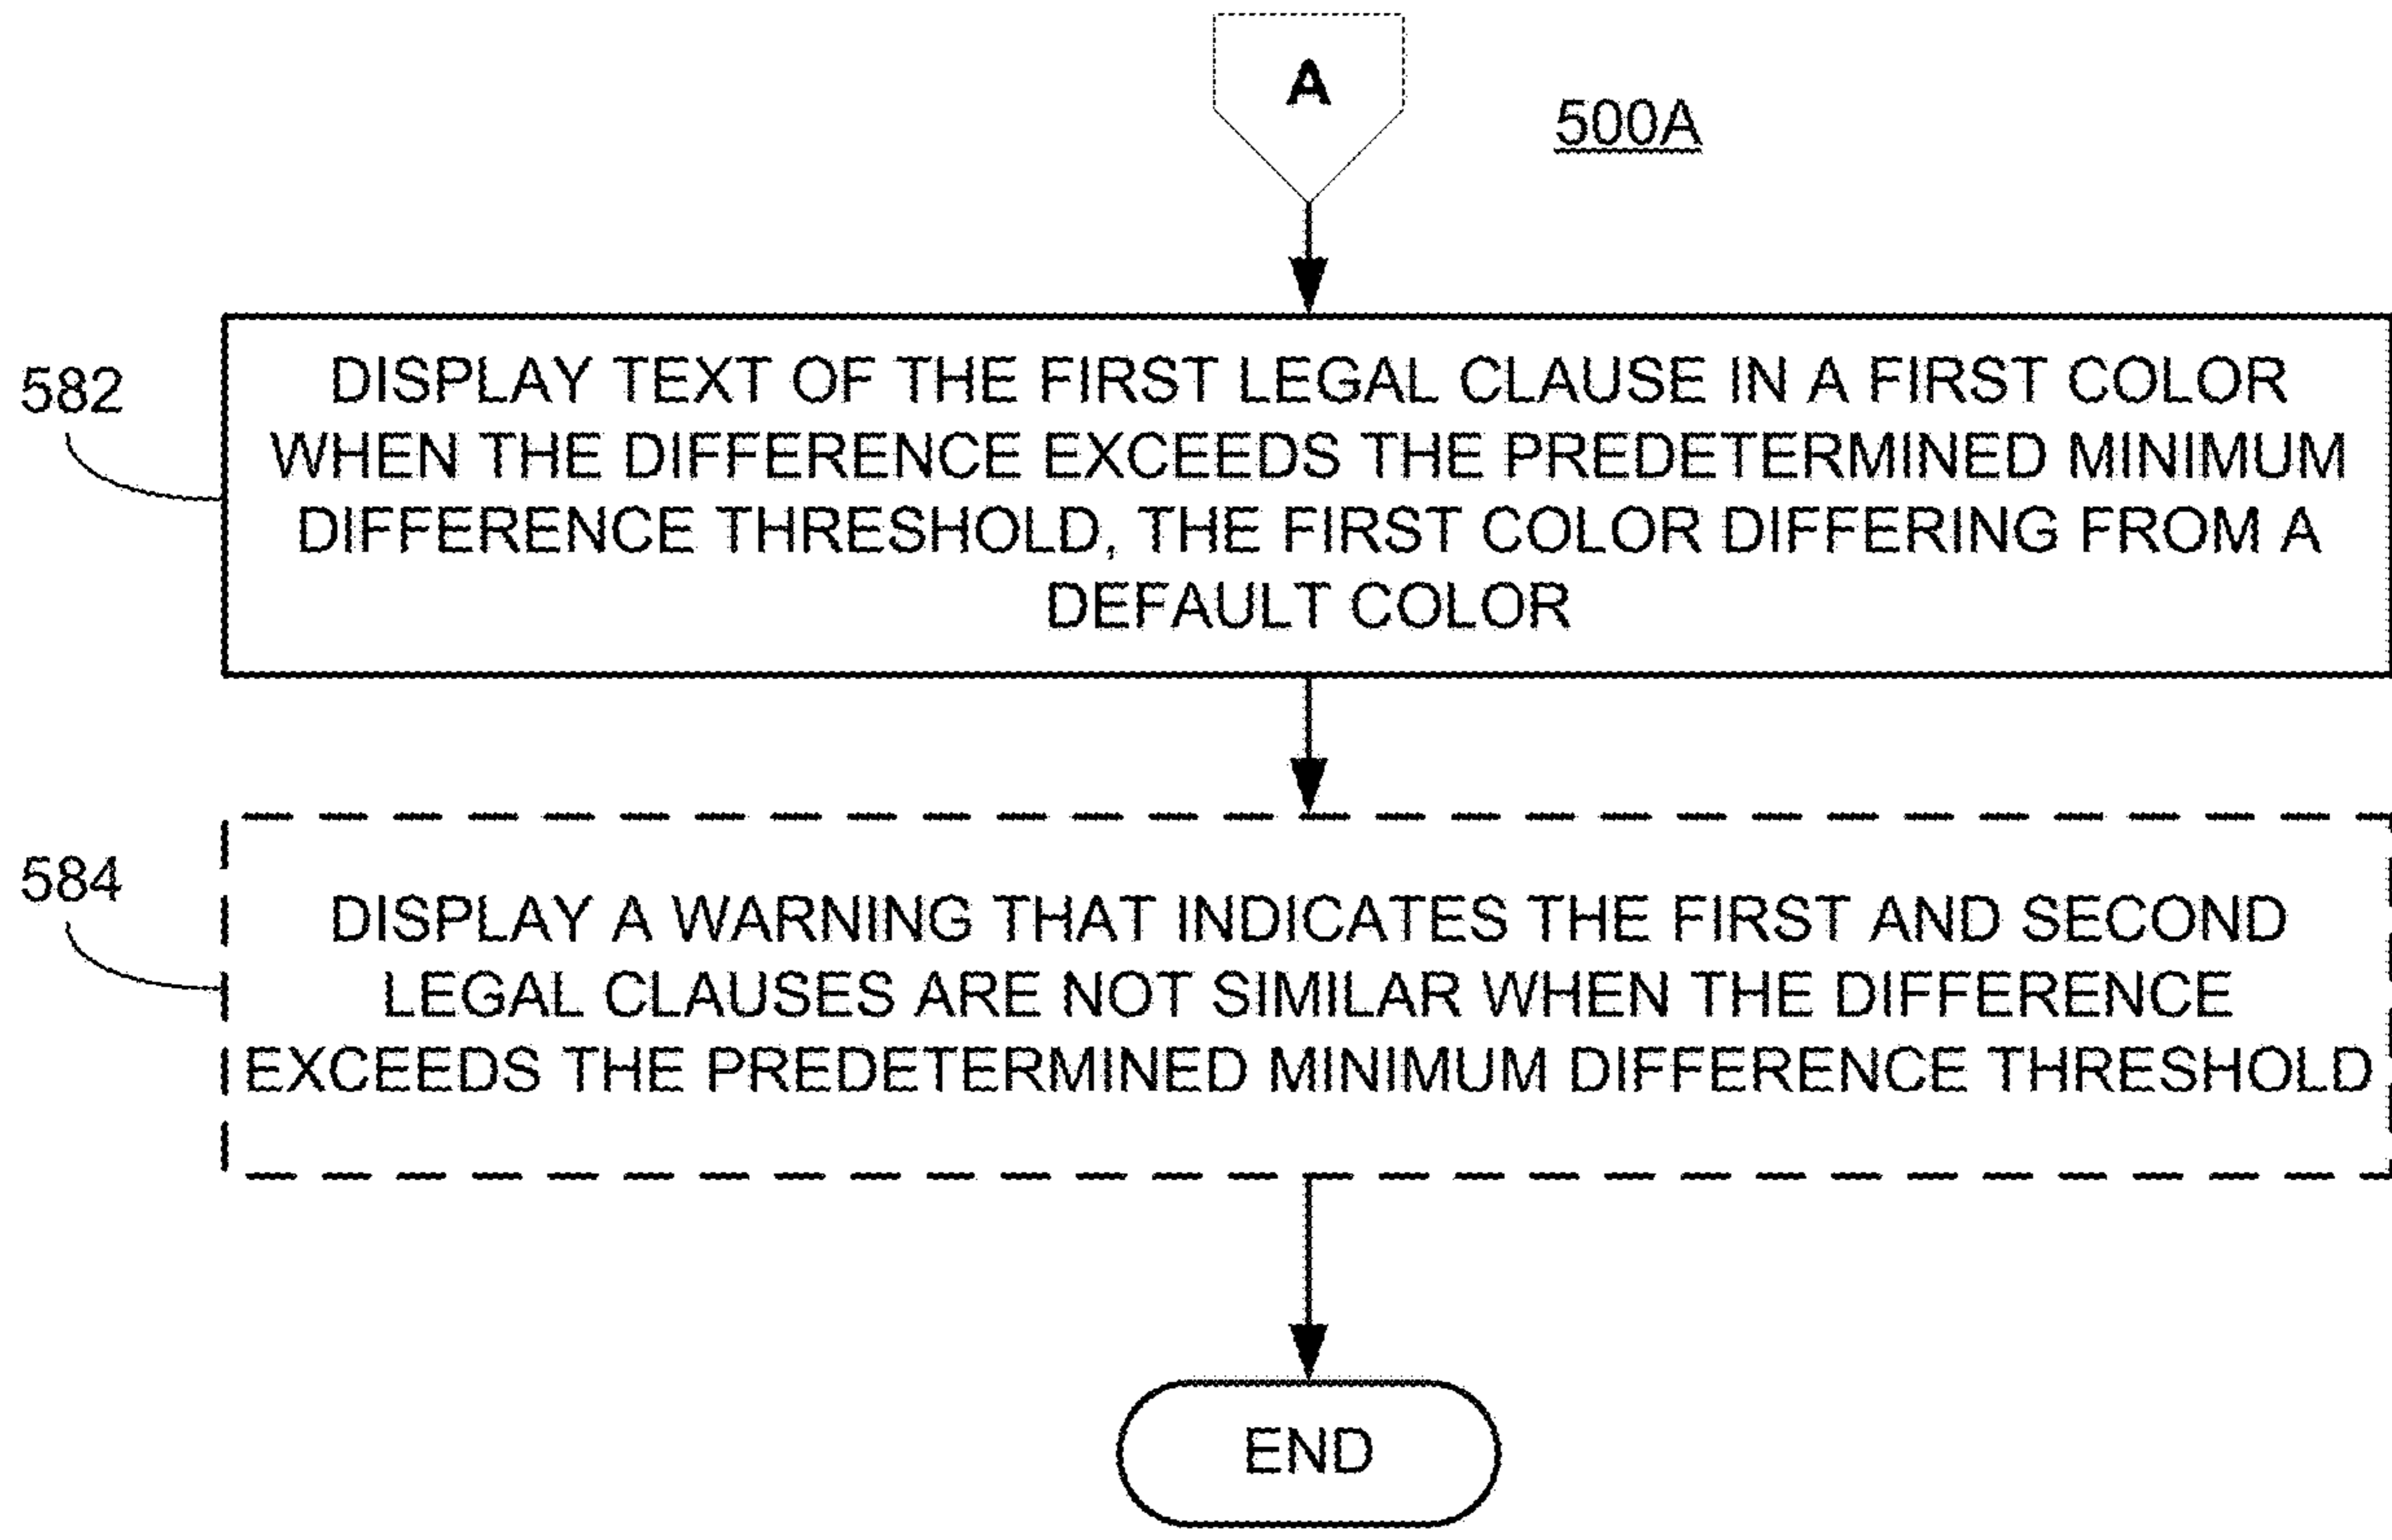 A
500A
582
DISPLAY TEXT OF THE FIRST LEGAL CLAUSE IN A FIRST COLOR
WHEN THE DIFFERENCE EXCEEDS THE PREDETERMINED MINIMUM
DIFFERENCE THRESHOLD, THE FIRST COLOR DIFFERING FROM A
DEFAULT COLOR
584
DISPLAY A WARNING THAT INDICATES THE FIRST AND SECOND
LEGAL CLAUSES ARE NOT SIMILAR WHEN THE DIFFERENCE
EXCEEDS THE PREDETERMINED MINIMUM DIFFERENCE THRESHOLD
END